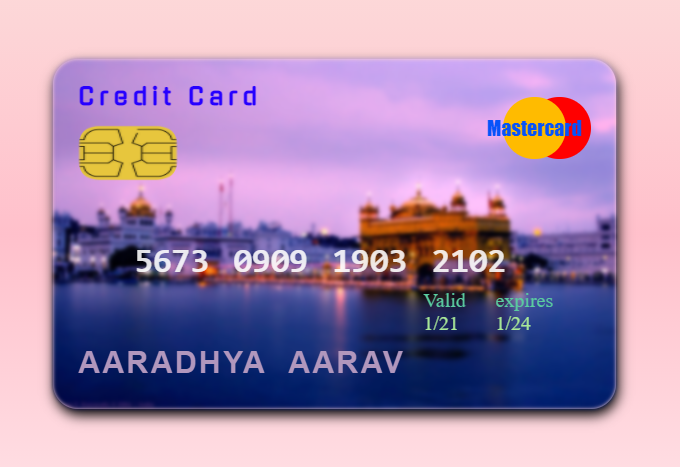 Credit Card
Mastercard
5673 0909 1903 2102
Valid expires
1/21 1/24
AARADHYA AARAV